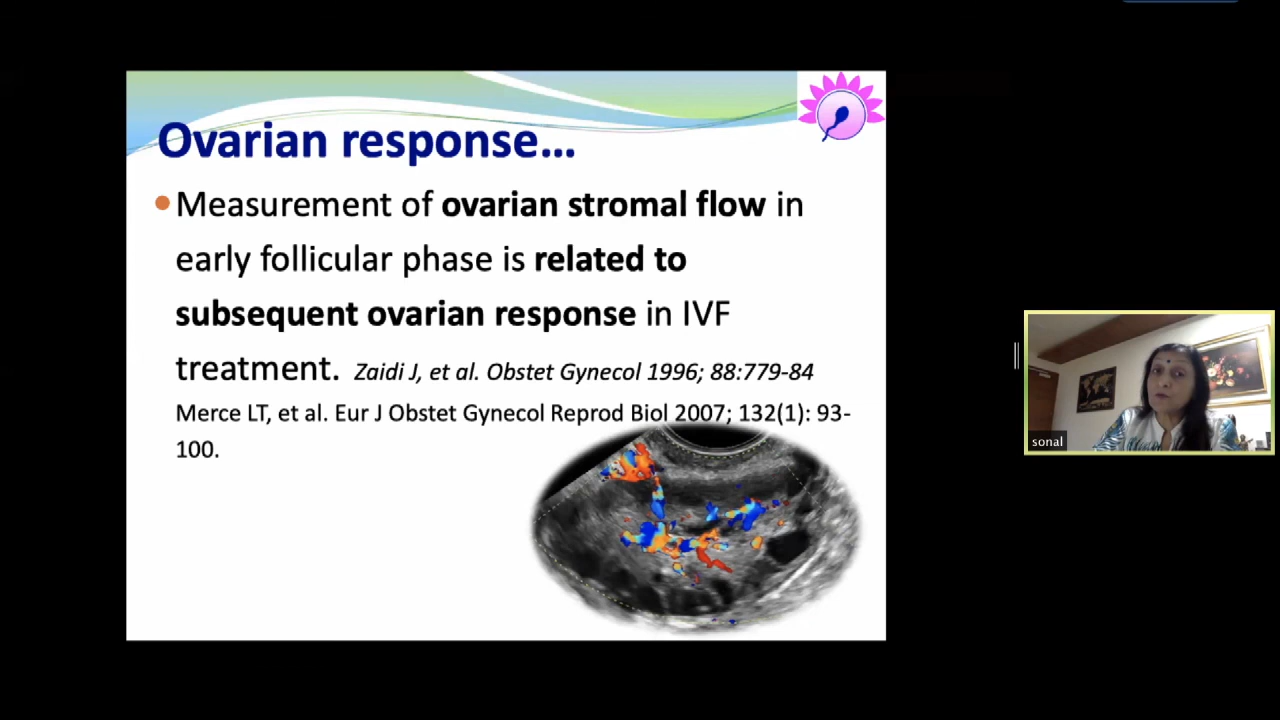 Ovarian response...
•Measurement of ovarian stromal flow in
early follicular phase is related to
subsequent ovarian response in IVF
treatment. Zaidi J, et al. Obstet Gynecol 1996; 88:779-84
Merce LT, et al. Eur J Obstet Gynecol Reprod Biol 2007; 132(1): 93-
100.
sonal